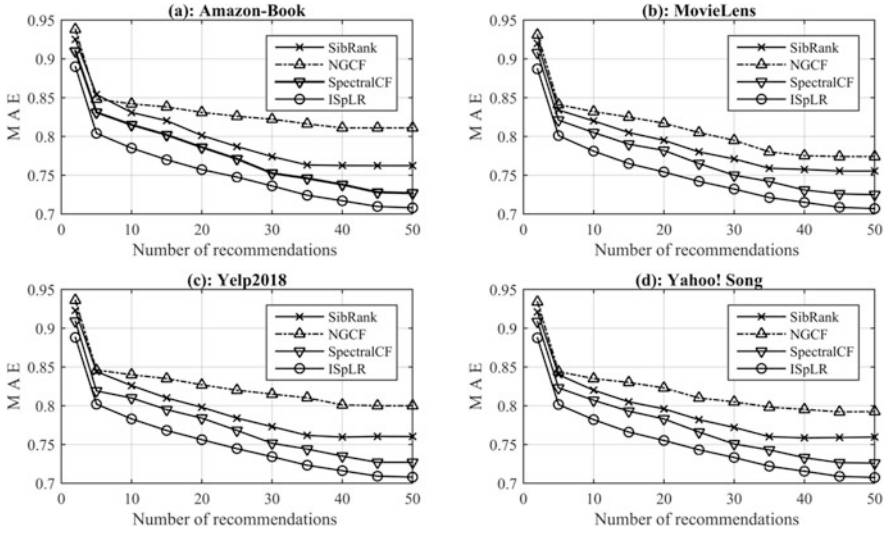 (a): Amazon-Book
0.95
0.9
0.85
0.8
0.75
0.7
M A E
SibRank
NGCF
SpectralCF
ISpLR
0 10 20 30 40 50
Number of recommendations
(b): MovieLens
0.95
0.9
0.85
0.8
0.75
0.7
M A E
SibRank
NGCF
SpectralCF
ISpLR
0 10 20 30 40 50
Number of recommendations
(c): Yelp2018
0.95
0.9
0.85
0.8
0.75
0.7
M A E
SibRank
NGCF
SpectralCF
ISpLR
0 10 20 30 40 50
Number of recommendations
(d): Yahoo! Song
0.95
0.9
0.85
0.8
0.75
0.7
M A E
SibRank
NGCF
SpectralCF
ISpLR
0 10 20 30 40 50
Number of recommendations